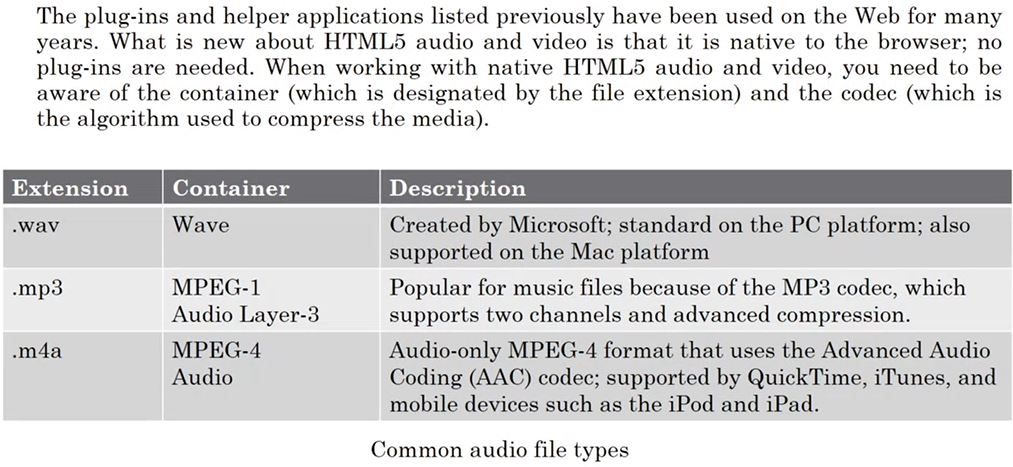 The plug-ins and helper applications listed previously have been used on the Web for many
years. What is new about HTML5 audio and video is that it is native to the browser; no
plug-ins are needed. When working with native HTML5 audio and video, you need to be
aware of the container (which is designated by the file extension) and the codec (which is
the algorithm used to compress the media).
Extension Container Description
.wav Wave Created by Microsoft; standard on the PC platform; also
supported on the Mac platform
.mp3 MPEG-1 Popular for music files because of the MP3 codec, which
Audio Layer-3 supports two channels and advanced compression.
.m4a MPEG-4 Audio-only MPEG-4 format that uses the Advanced Audio
Audio Coding (AAC) codec; supported by QuickTime, iTunes, and
mobile devices such as the iPod and iPad.
Common audio file types